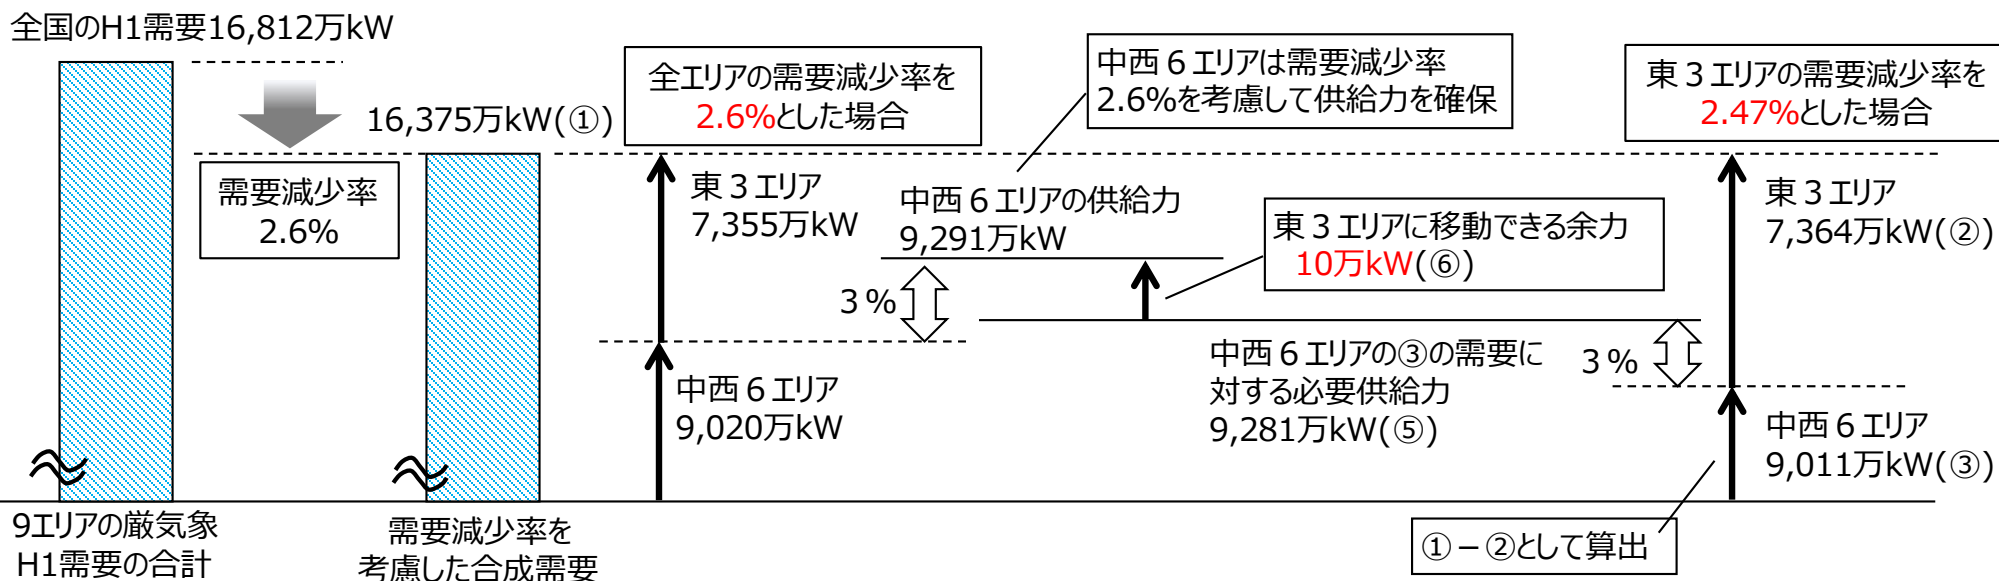 全国のH1需要16,812万kW
16,375万kW(①)
需要減少率
2.6%
全エリアの需要減少率を
2.6%とした場合
東３エリア
7,355万kW
中西６エリア
9,020万kW
中西６エリアは需要減少率
2.6%を考慮して供給力を確保
中西６エリアの供給力
9,291万kW
3％
東３エリアに移動できる余力
10万kW(⑥)
中西６エリアの③の需要に
対する必要供給力
9,281万kW(⑤)
3％
東３エリアの需要減少率を
2.47%とした場合
東３エリア
7,364万kW(②)
中西６エリア
9,011万kW(③)
①－②として算出
9エリアの厳気象
H1需要の合計
需要減少率を
考慮した合成需要